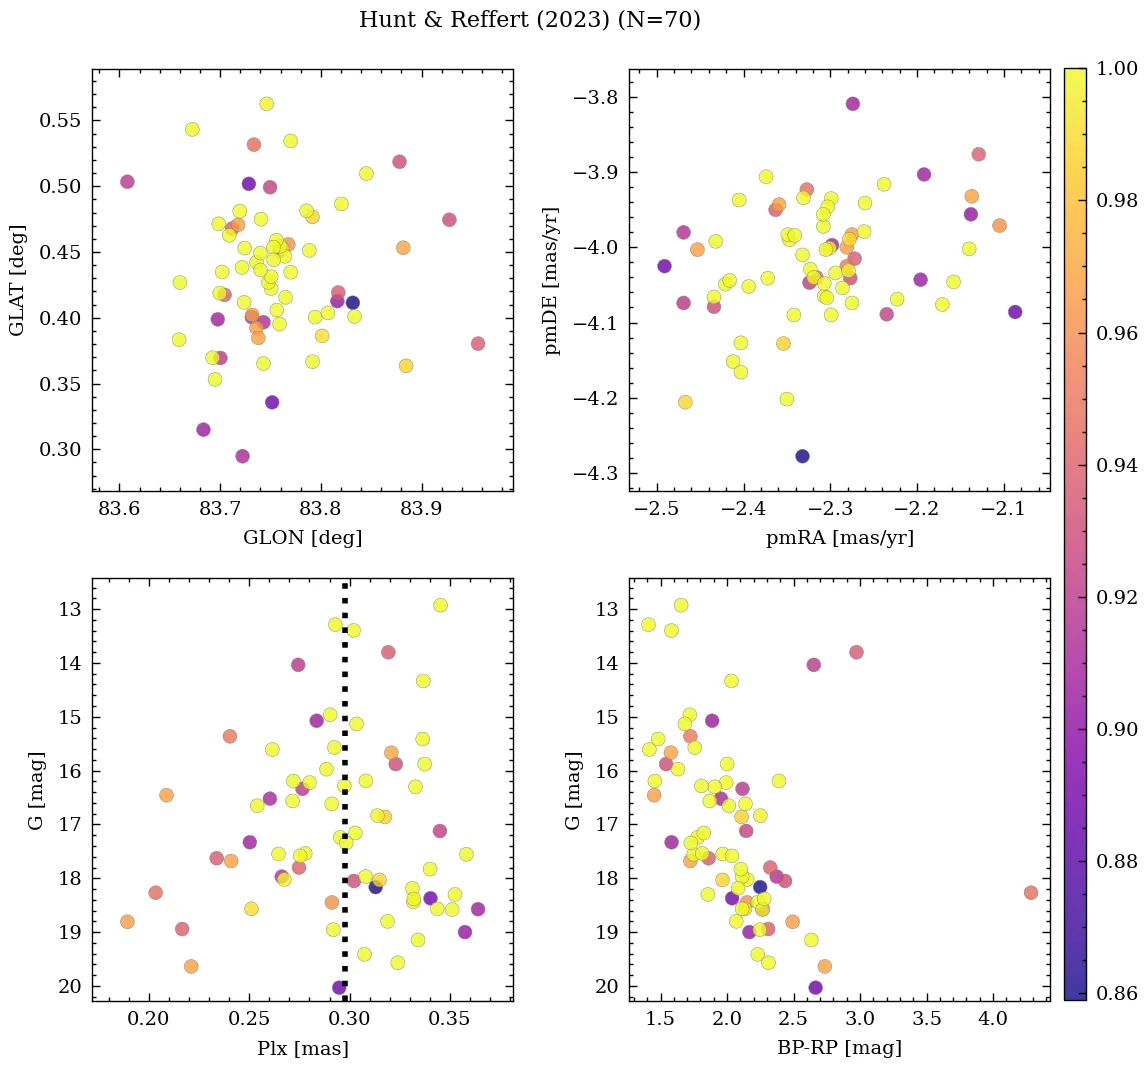 Hunt & Reffert (2023) (N=70)
0.55
0.50
0.45
0.40
0.35
0.30
GLAT [deg]
83.6 83.7 83.8 83.9
GLON [deg]
−3.8
−3.9
−4.0
−4.1
−4.2
−4.3
pmDE [mas/yr]
−2.5 −2.4 −2.3 −2.2 −2.1
pmRA [mas/yr]
13
14
15
16
17
18
19
20
G [mag]
0.20 0.25 0.30 0.35
Plx [mas]
13
14
15
16
17
18
19
20
G [mag]
1.5 2.0 2.5 3.0 3.5 4.0
BP-RP [mag]
1.00
0.98
0.96
0.94
0.92
0.90
0.88
0.86